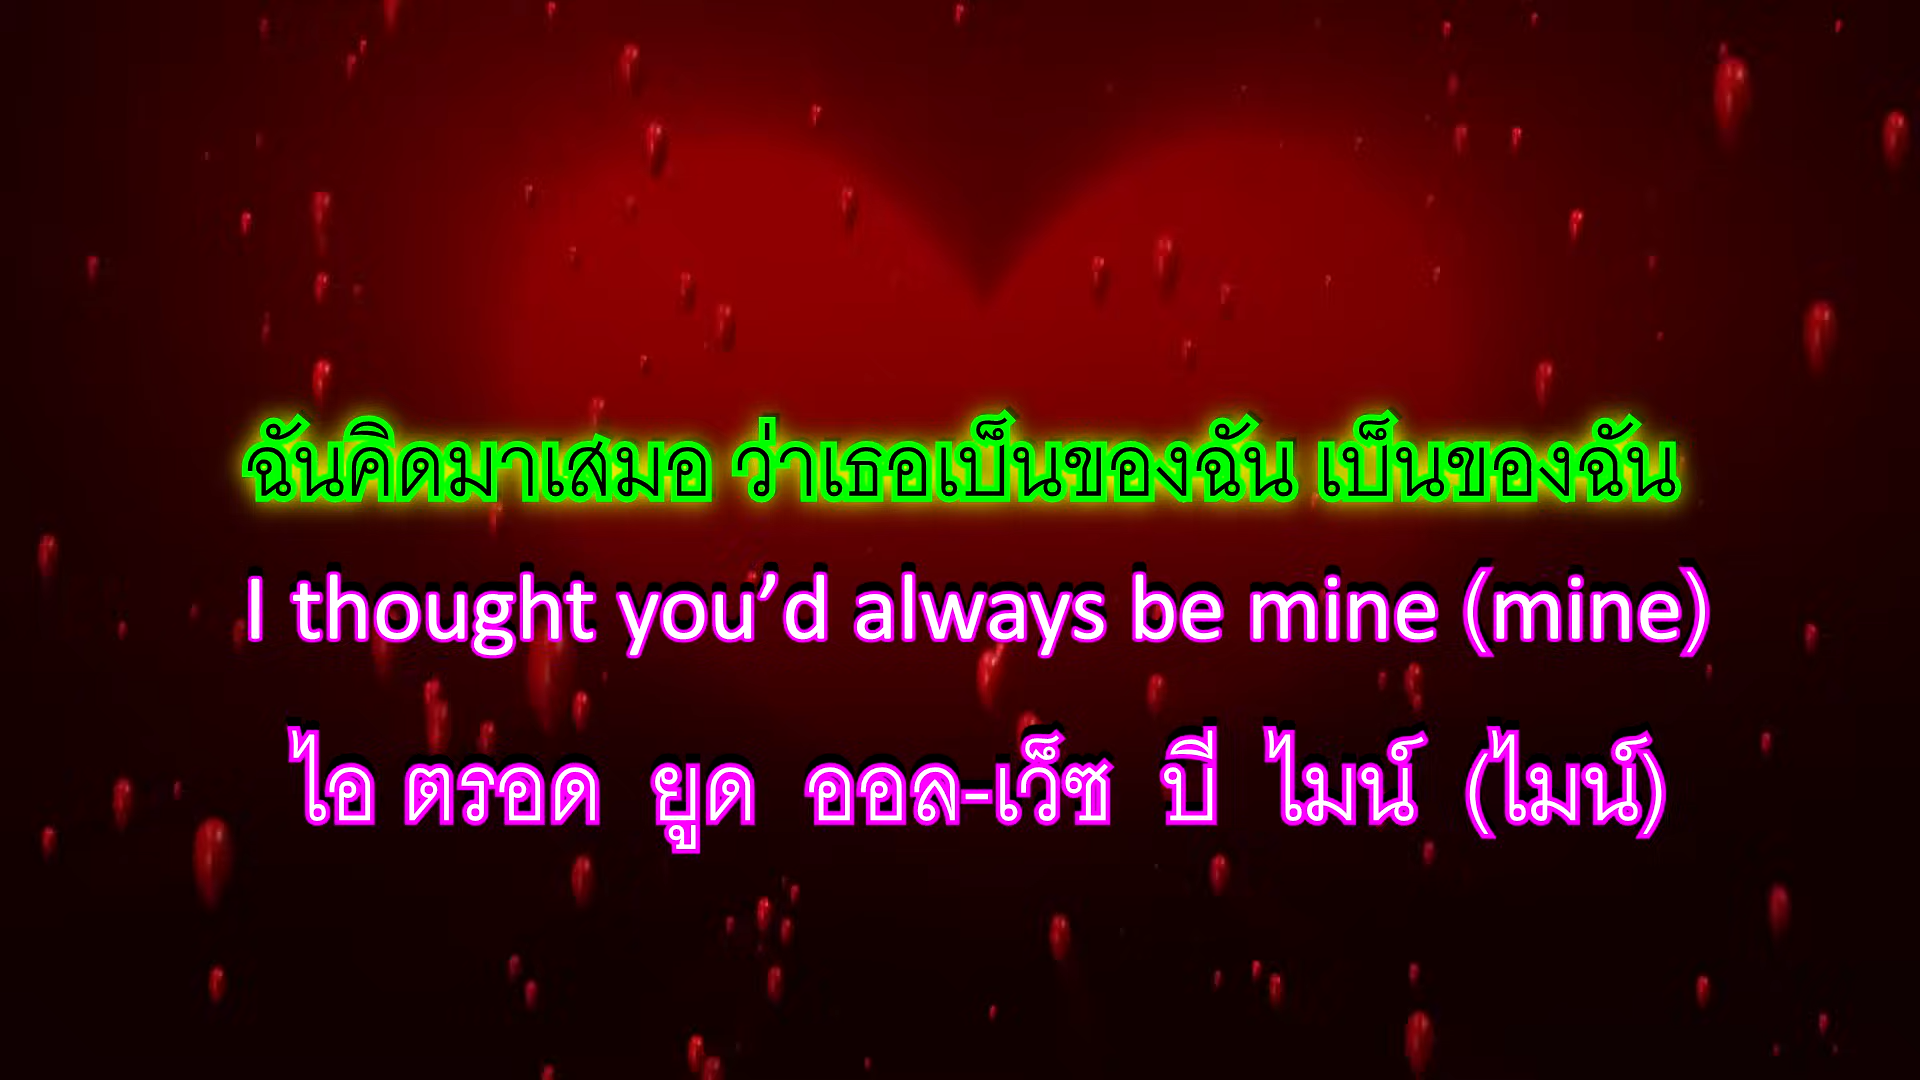 ฉันคิดมาเสมอ ว่าเธอเป็นของฉัน เป็นของฉัน
I thought you’d always be mine (mine)
ไอ ตรอด ยูด ออล-เว็ซ บี ไมน์ (ไมน์)